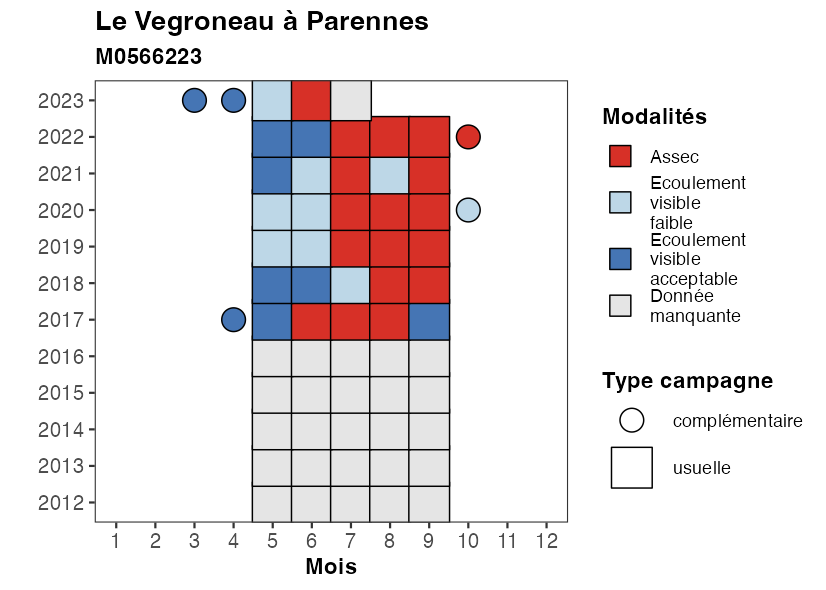 Le Vegroneau à Parennes
M0566223
2023
2022
2021
2020
2019
2018
2017
2016
2015
2014
2013
2012
1 2 3 4 5 6 7 8 9 10 11 12
Mois
Modalités
Assec
Ecoulement
visible
faible
Ecoulement
visible
acceptable
Donnée
manquante
Type campagne
complémentaire
usuelle